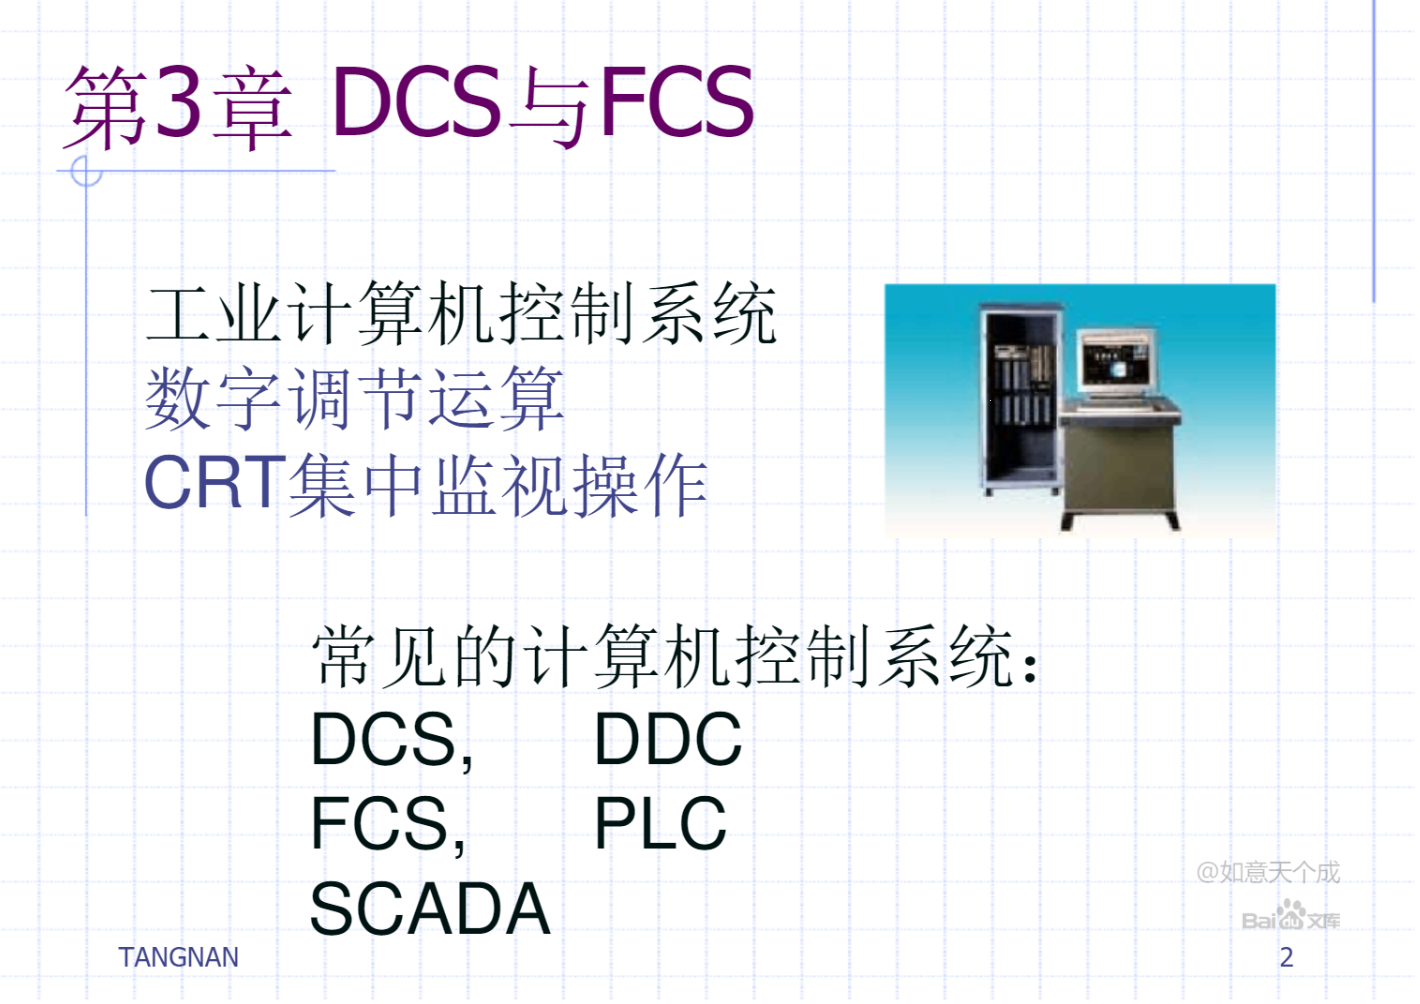 第3章 DCS与FCS
工业计算机控制系统
数字调节运算
CRT集中监视操作
常见的计算机控制系统：
DCS, DDC
FCS, PLC
SCADA
@如意天个成
Baidu文库
TANGNAN
2